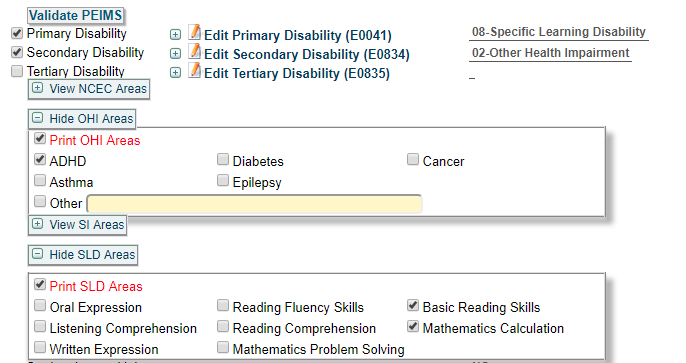 Validate PEIMS
Primary Disability Edit Primary Disability (E0041) 08-Specific Learning Disability
Secondary Disability Edit Secondary Disability (E0834) 02-Other Health Impairment
Tertiary Disability Edit Tertiary Disability (E0835)
View NCEC Areas
Hide OHI Areas
Print OHI Areas
ADHD Diabetes Cancer
Asthma Epilepsy
Other
View SI Areas
Hide SLD Areas
Print SLD Areas
Oral Expression Reading Fluency Skills Basic Reading Skills
Listening Comprehension Reading Comprehension Mathematics Calculation
Written Expression Mathematics Problem Solving